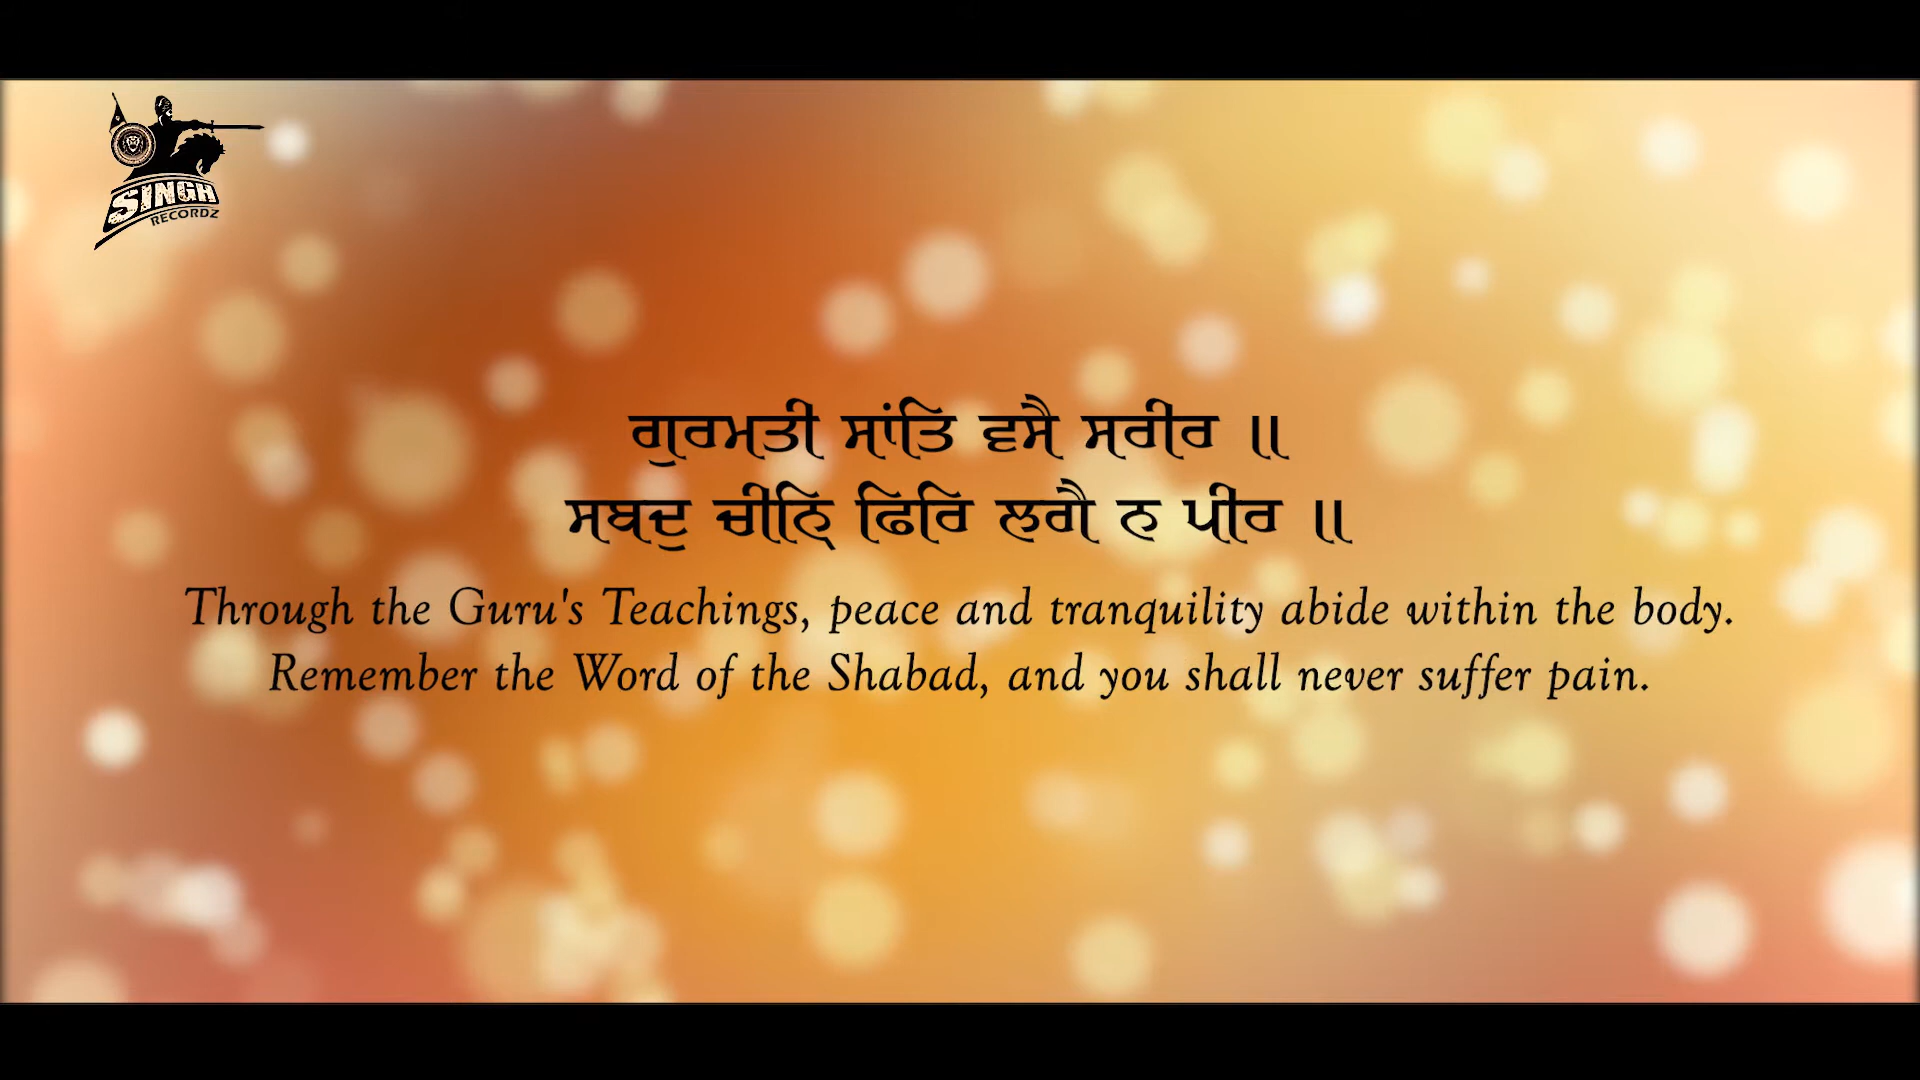 SINGH
RECORDZ
ਗੁਰਮਤੀ ਸਾਂਤਿ ਵਸੈ ਸਰੀਰ ॥
ਸਬਦੁ ਚੀਨ੍ਹਿ ਫਿਰਿ ਲਗੈ ਨ ਪੀਰ ॥
Through the Guru's Teachings, peace and tranquility abide within the body.
Remember the Word of the Shabad, and you shall never suffer pain.